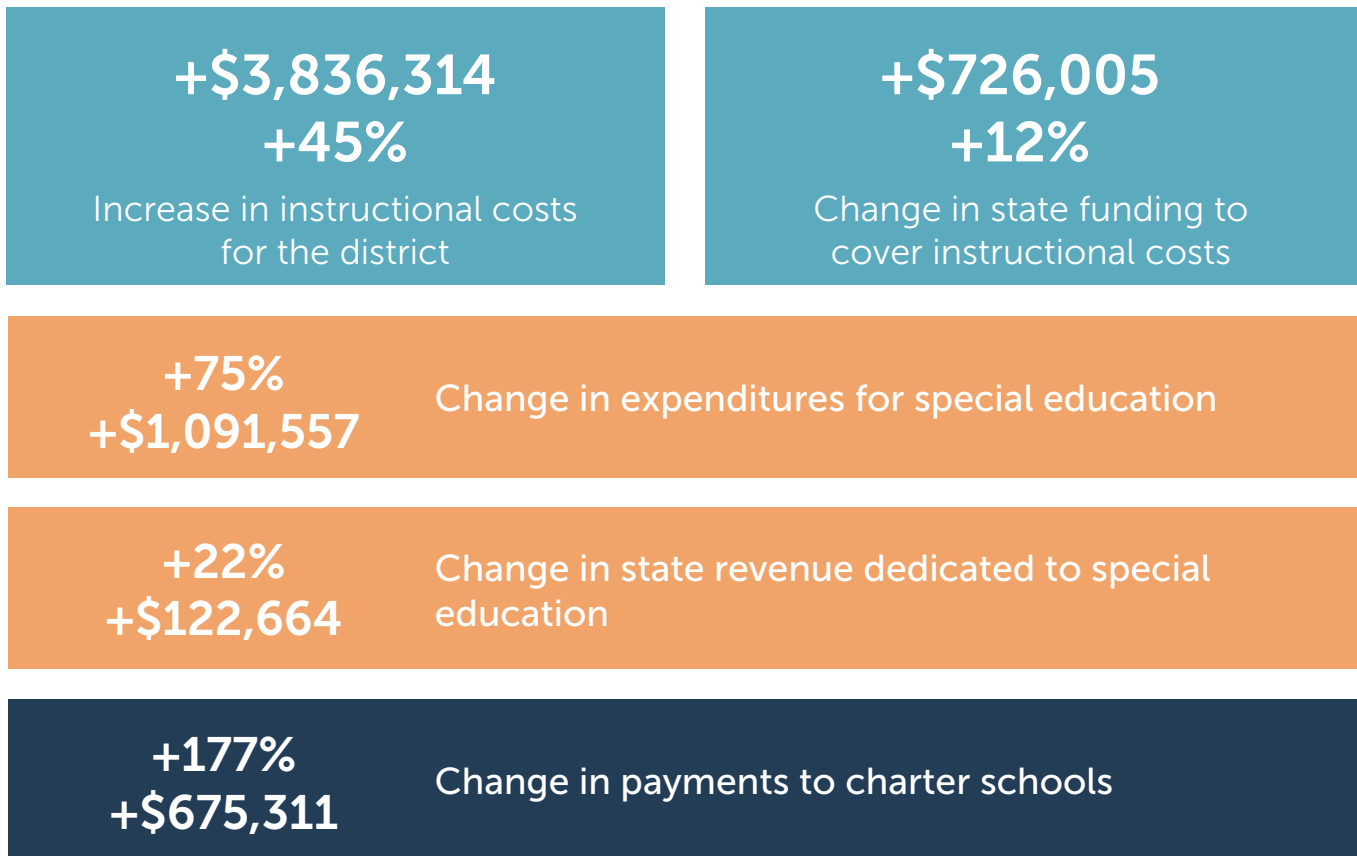 +$3,836,314
+45%
Increase in instructional costs
for the district
+$726,005
+12%
Change in state funding to
cover instructional costs
+75%
+$1,091,557
Change in expenditures for special education
+22%
+$122,664
Change in state revenue dedicated to special
education
+177%
+$675,311
Change in payments to charter schools